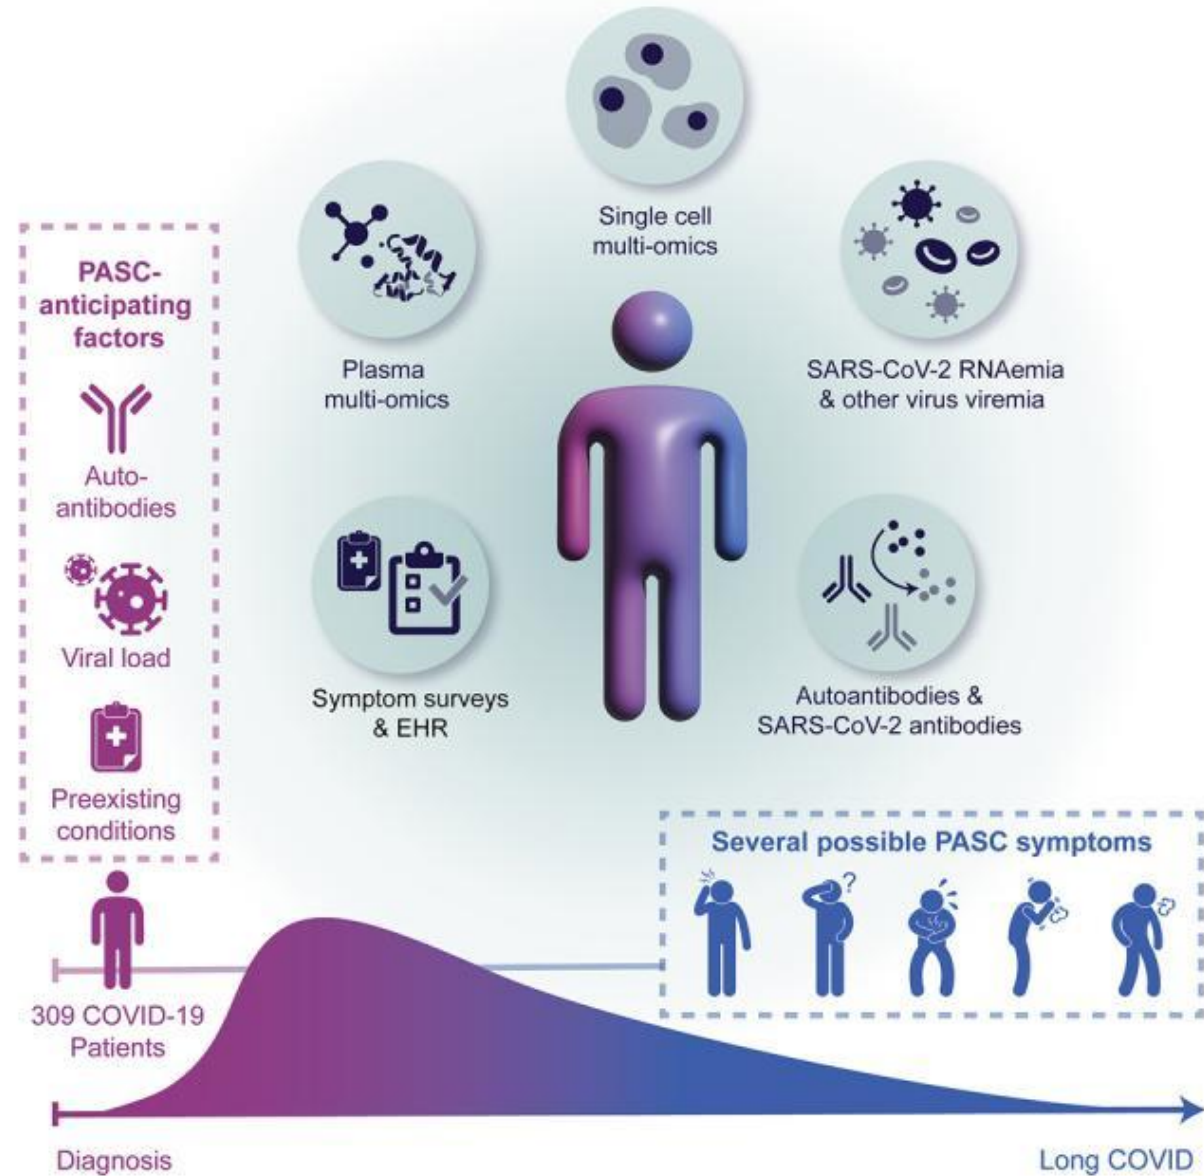 Single cell
multi-omics
Plasma
multi-omics
SARS-CoV-2 RNAemia
& other virus viremia
PASC-
anticipating
factors
Auto-
antibodies
Viral load
Preexisting
conditions
Symptom surveys
& EHR
Autoantibodies &
SARS-CoV-2 antibodies
Several possible PASC symptoms
?
309 COVID-19
Patients
Diagnosis
Long COVID